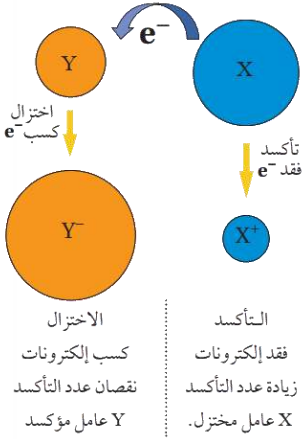 e⁻
Y
X
اختزال
كسب e⁻
تأكسد
فقد e⁻
Y⁻
X⁺
التأكسد
فقد إلكترونات
زيادة عدد التأكسد
X عامل مختزل.
الاختزال
كسب إلكترونات
نقصان عدد التأكسد
Y عامل مؤكسد